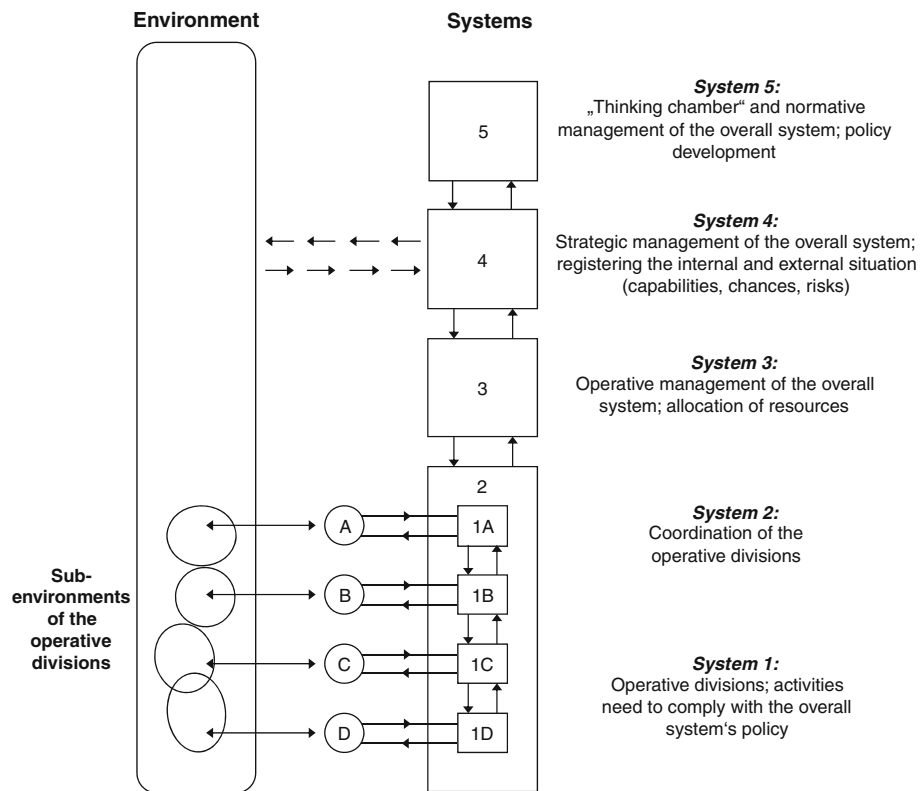 Environment
Systems
System 5:
„Thinking chamber“ and normative
management of the overall system; policy
development
5
System 4:
Strategic management of the overall system;
registering the internal and external situation
(capabilities, chances, risks)
4
System 3:
Operative management of the overall
system; allocation of resources
3
2
System 2:
Coordination of the
operative divisions
A
1A
B
1B
Sub-
environments
of the
operative
divisions
C
1C
System 1:
Operative divisions; activities
need to comply with the overall
system‘s policy
D
1D